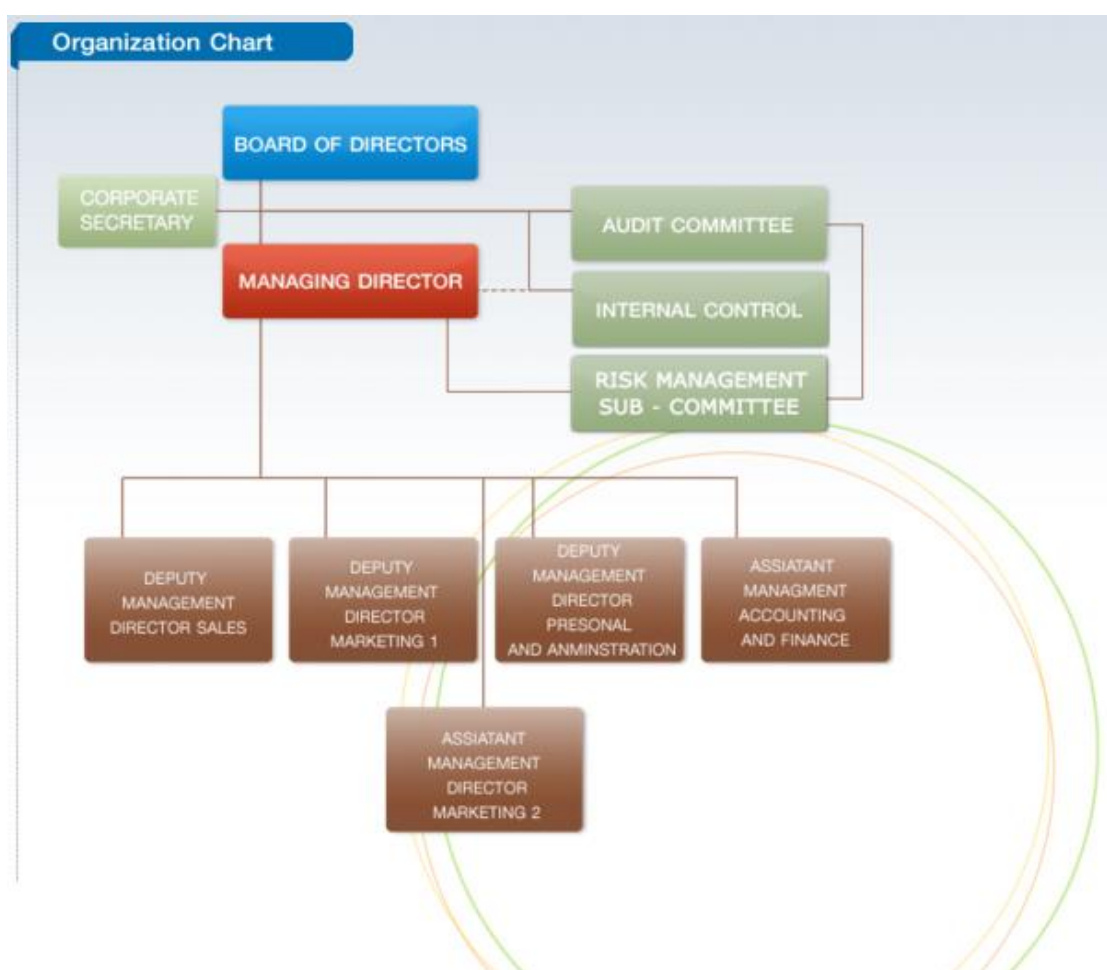 Organization Chart
BOARD OF DIRECTORS
CORPORATE
SECRETARY
AUDIT COMMITTEE
MANAGING DIRECTOR
INTERNAL CONTROL
RISK MANAGEMENT
SUB - COMMITTEE
DEPUTY
MANAGEMENT
DIRECTOR SALES
DEPUTY
MANAGEMENT
DIRECTOR
MARKETING 1
DEPUTY
MANAGEMENT
DIRECTOR
PRESONAL
AND ANMINSTRATION
ASSIATANT
MANAGMENT
ACCOUNTING
AND FINANCE
ASSIATANT
MANAGEMENT
DIRECTOR
MARKETING 2